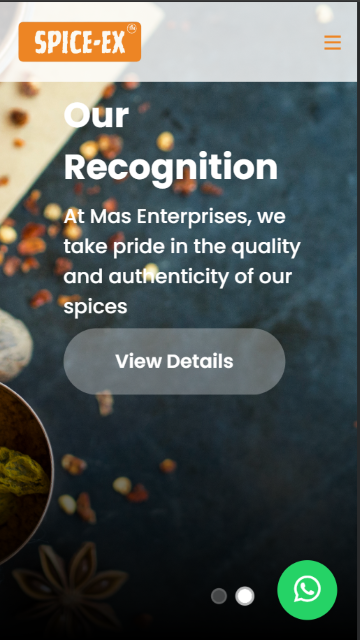 SPICE-EX
Our
Recognition
At Mas Enterprises, we
take pride in the quality
and authenticity of our
spices
View Details